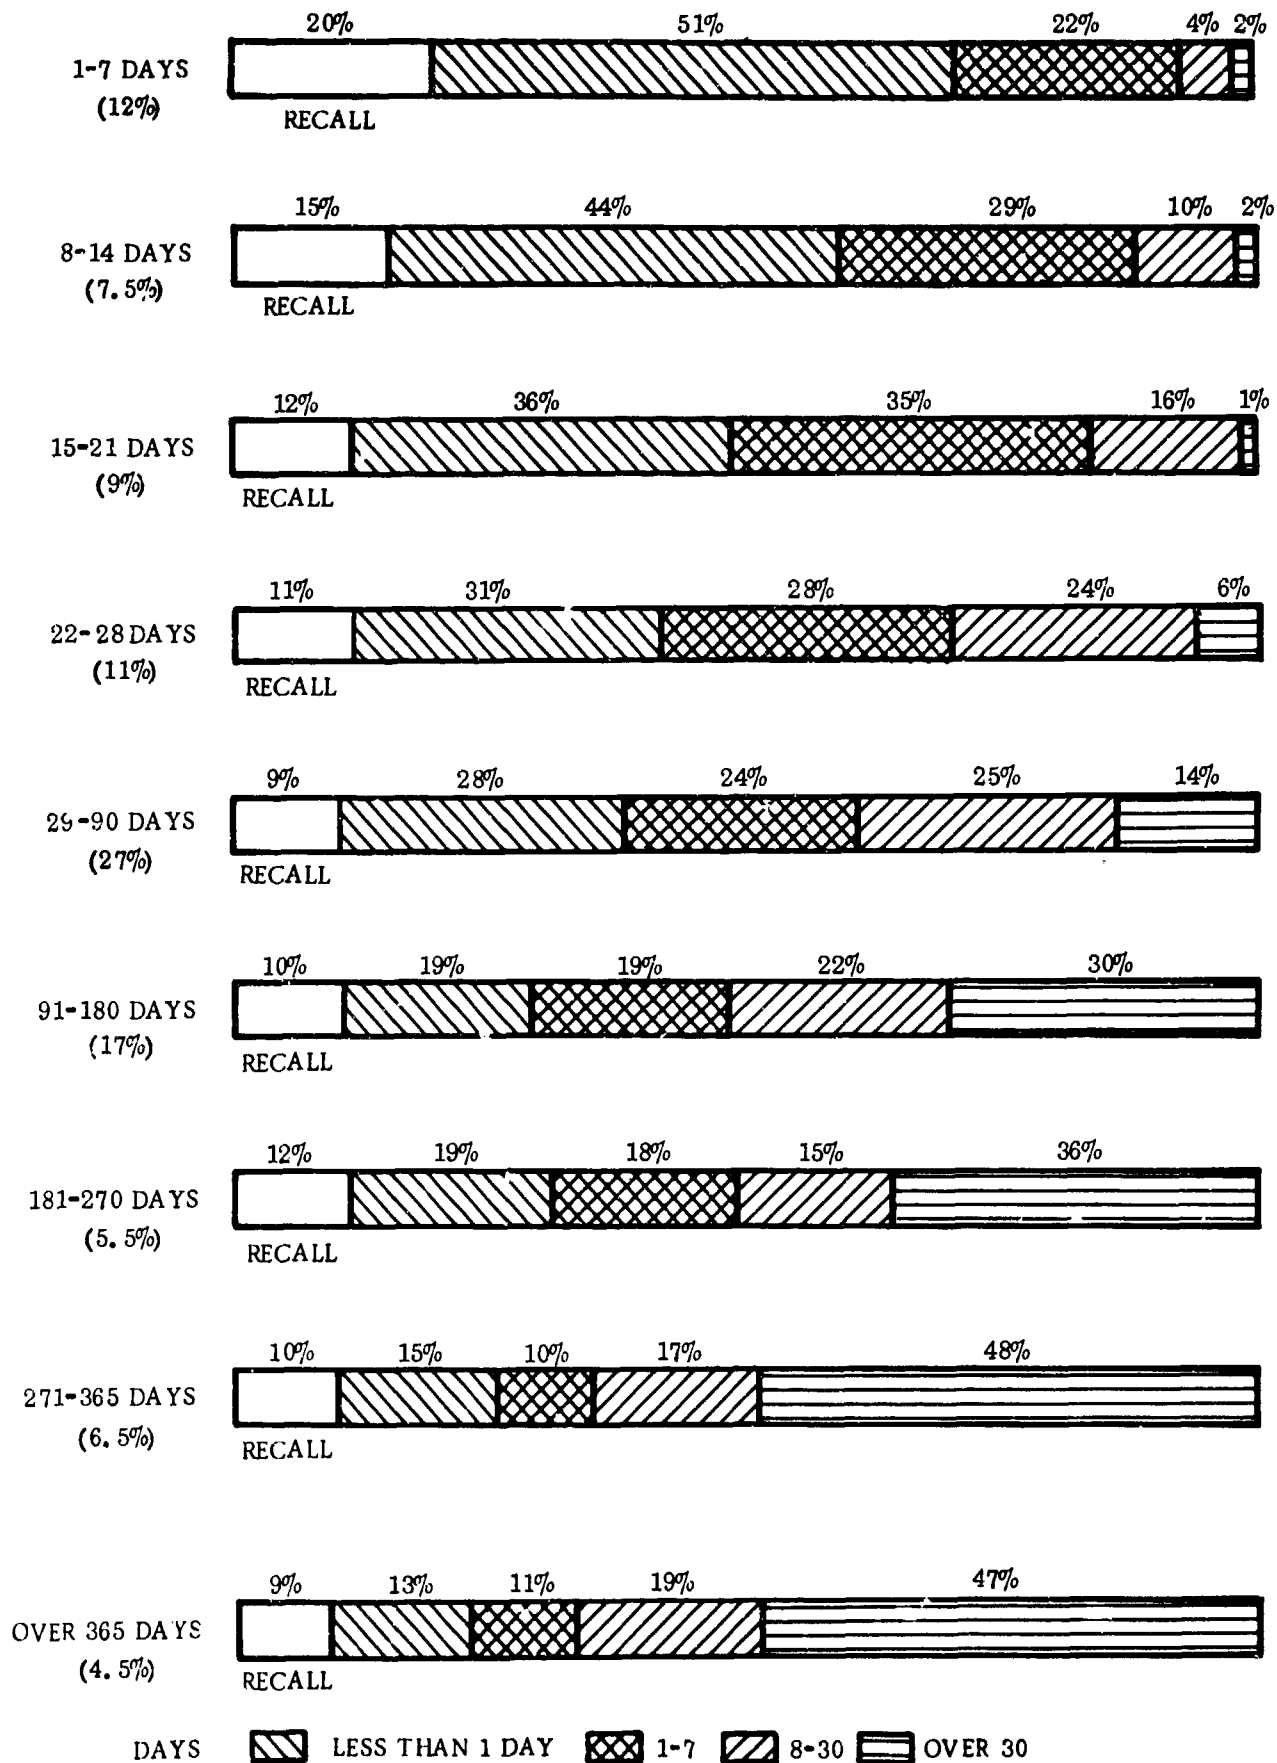 20% 51% 22% 4% 2%
1-7 DAYS
(12%)
RECALL
15% 44% 29% 10% 2%
8-14 DAYS
(7.5%)
RECALL
12% 36% 35% 16% 1%
15-21 DAYS
(9%)
RECALL
11% 31% 28% 24% 6%
22-28 DAYS
(11%)
RECALL
9% 28% 24% 25% 14%
29-90 DAYS
(27%)
RECALL
10% 19% 19% 22% 30%
91-180 DAYS
(17%)
RECALL
12% 19% 18% 15% 36%
181-270 DAYS
(5.5%)
RECALL
10% 15% 10% 17% 48%
271-365 DAYS
(6.5%)
RECALL
9% 13% 11% 19% 47%
OVER 365 DAYS
(4.5%)
RECALL
DAYS LESS THAN 1 DAY 1-7 8-30 OVER 30